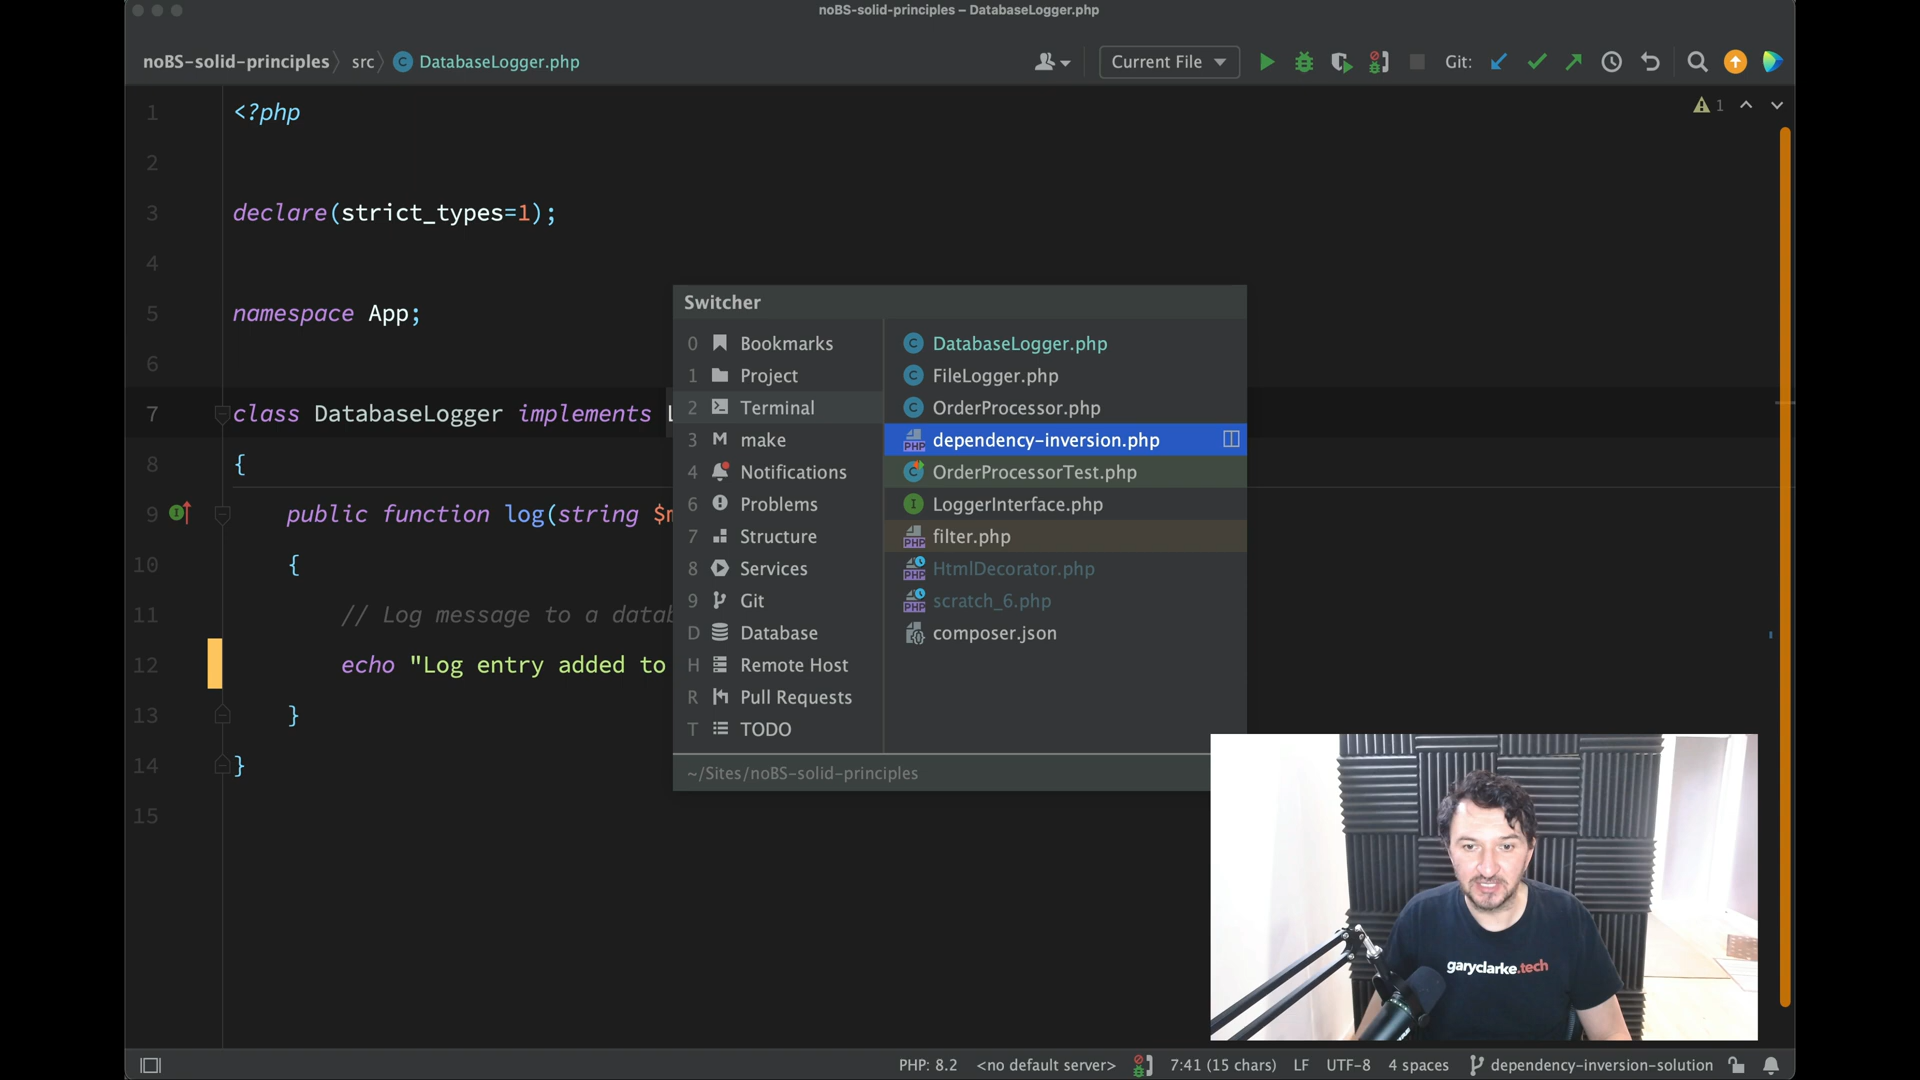 noBS-solid-principles – DatabaseLogger.php
noBS-solid-principles src DatabaseLogger.php
Current File
Git:
1 <?php
1
2
3 declare(strict_types=1);
4
5 namespace App;
6
7 class DatabaseLogger implements
8 {
9 public function log(string
10 {
11 // Log message to a
12 echo "Log entry added to
13 }
14 }
15
Switcher
0 Bookmarks
1 Project
2 Terminal
3 make
4 Notifications
6 Problems
7 Structure
8 Services
9 Git
D Database
H Remote Host
R Pull Requests
T TODO
DatabaseLogger.php
FileLogger.php
OrderProcessor.php
dependency-inversion.php
OrderProcessorTest.php
LoggerInterface.php
filter.php
HtmlDecorator.php
scratch_6.php
composer.json
~/Sites/noBS-solid-principles
garyclarke.tech
PHP: 8.2 <no default server> 7:41 (15 chars) LF UTF-8 4 spaces dependency-inversion-solution